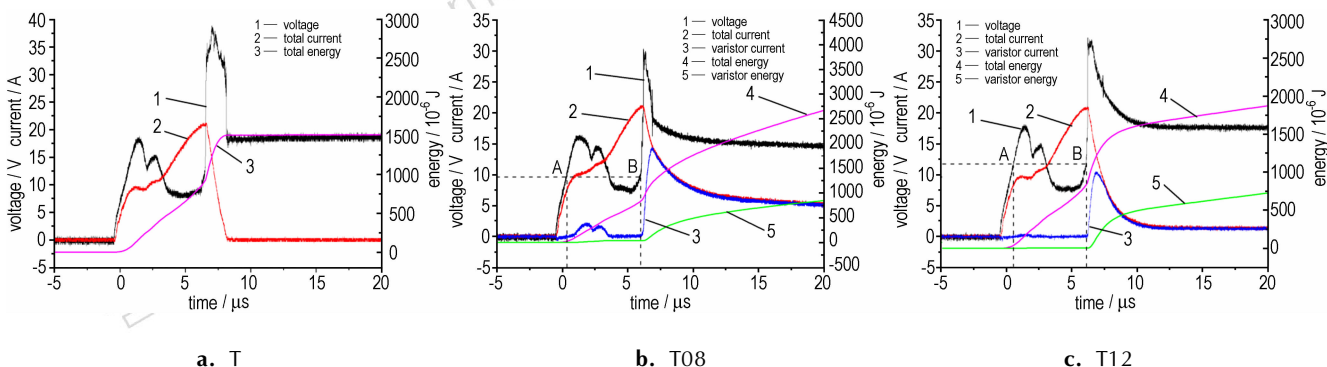 voltage / V current / A
40
35
30
25
20
15
10
5
0
-5
1 — voltage
2 — total current
3 — total energy
1
2
3
3000
2500
2000
1500
1000
500
0
energy / 10⁻⁶ J
-5 0 5 10 15 20
time / μs
a. T
voltage / V current / A
35
30
25
20
15
10
5
0
-5
1 — voltage
2 — total current
3 — varistor current
4 — total energy
5 — varistor energy
1
2
4
A
B
3
5
4500
4000
3500
3000
2500
2000
1500
1000
500
0
-500
energy / 10⁻⁶ J
-5 0 5 10 15 20
time / μs
b. T08
voltage / V current / A
35
30
25
20
15
10
5
0
-5
1 — voltage
2 — total current
3 — varistor current
4 — total energy
5 — varistor energy
1
2
4
A
B
5
3
3000
2500
2000
1500
1000
500
0
energy / 10⁻⁶ J
-5 0 5 10 15 20
time / μs
c. T12